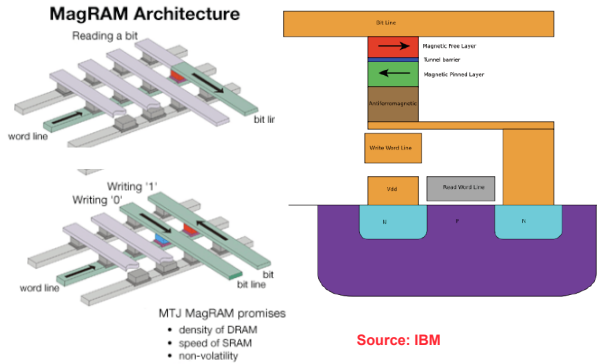 MagRAM Architecture
Reading a bit
word line
bit lir
Writing '1'
Writing '0'
word line
bit line
bit
MTJ MagRAM promises
• density of DRAM
• speed of SRAM
• non-volatility
Bit Line
Magnetic Free Layer
Tunnel barrier
Magnetic Pinned Layer
Antiferromagnetic
Write Word Line
Vdd
Read Word Line
P
Source: IBM